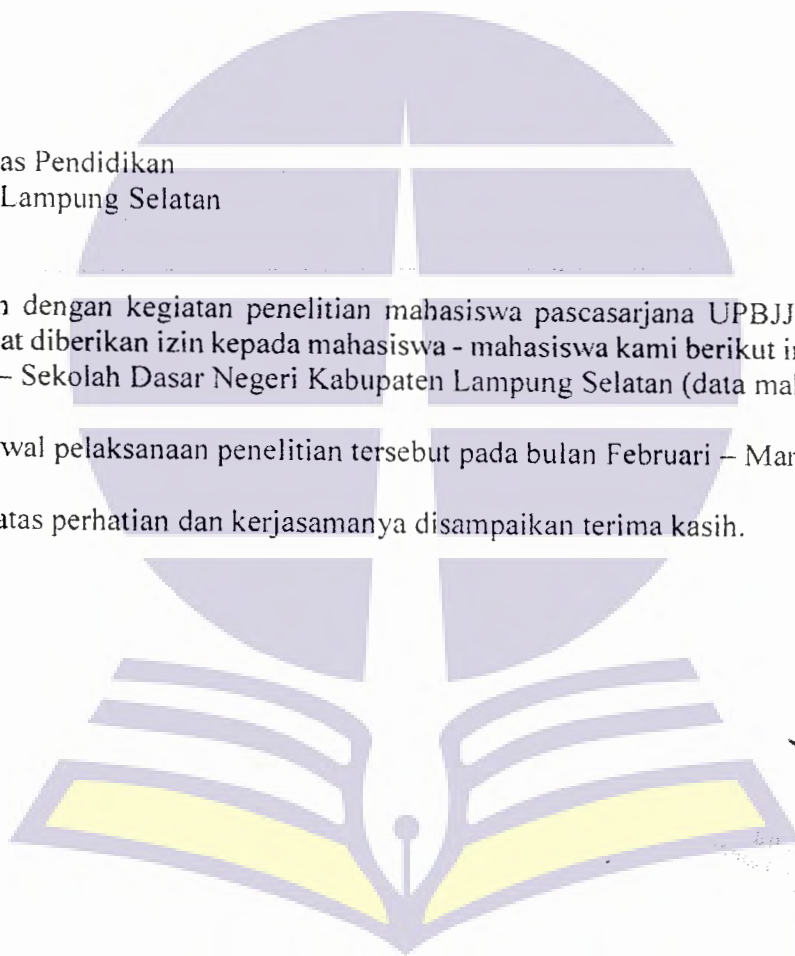 as Pendidikan
Lampung Selatan
dengan kegiatan penelitian mahasiswa pascasarjana UPBJJ
at diberikan izin kepada mahasiswa - mahasiswa kami berikut
– Sekolah Dasar Negeri Kabupaten Lampung Selatan (data
wal pelaksanaan penelitian tersebut pada bulan Februari –
atas perhatian dan kerjasamanya disampaikan terima kasih.